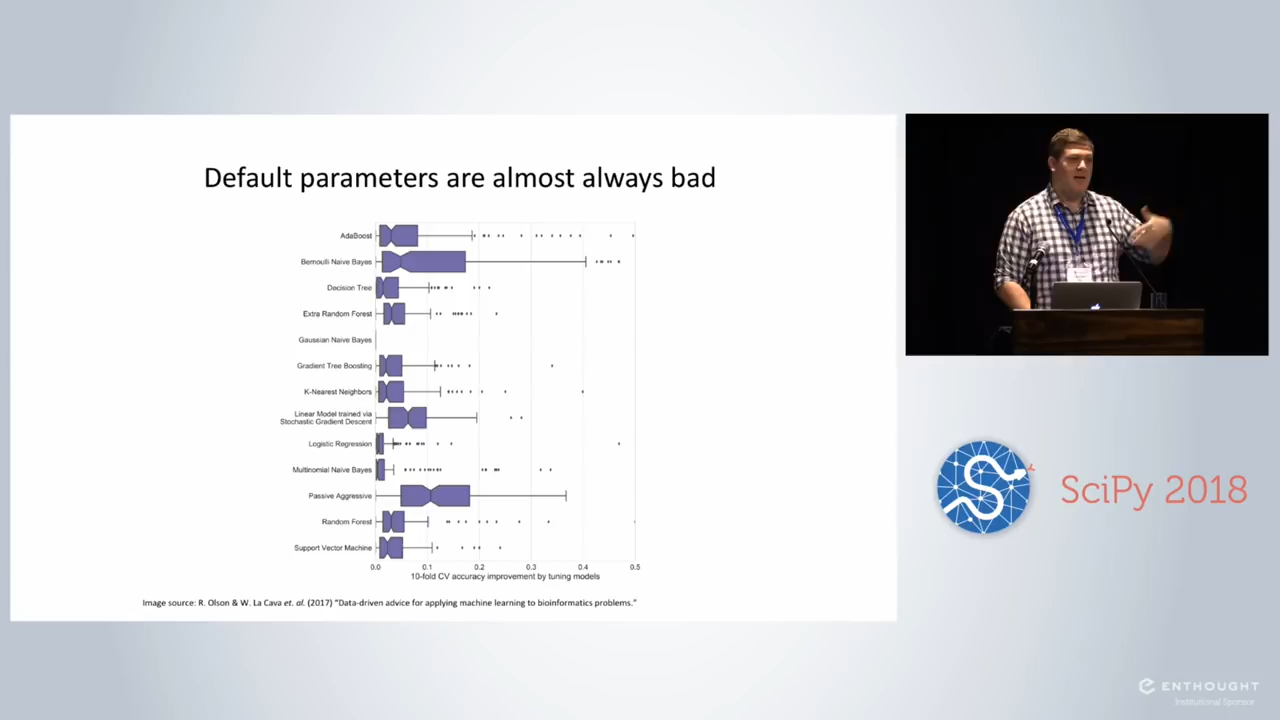 Default parameters are almost always bad
AdaBoost
Bernoulli Naive Bayes
Decision Tree
Extra Random Forest
Gaussian Naive Bayes
Gradient Tree Boosting
K-Nearest Neighbors
Linear Model trained via
Stochastic Gradient Descent
Logistic Regression
Multinomial Naive Bayes
Passive Aggressive
Random Forest
Support Vector Machine
0.0 0.1 0.2 0.3 0.4 0.5
10-fold CV accuracy improvement by tuning models
Image source: R. Olson & W. La Cava et. al. (2017) “Data-driven advice for applying machine learning to bioinformatics problems.”
SciPy 2018
ENTHOUGHT
Institutional Sponsor